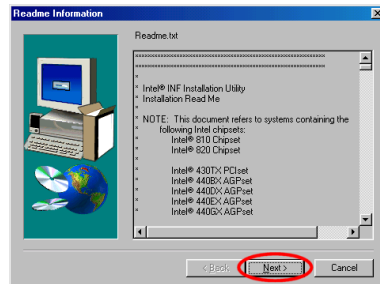 Readme Information
Readme.txt
Intel® INF Installation Utility
Installation Read Me
NOTE: This document refers to systems containing the
following Intel chipsets:
Intel® 810 Chipset
Intel® 820 Chipset
Intel® 430TX PCIset
Intel® 440BX AGPset
Intel® 440DX AGPset
Intel® 440EX AGPset
Intel® 440GX AGPset
< Back
Next >
Cancel